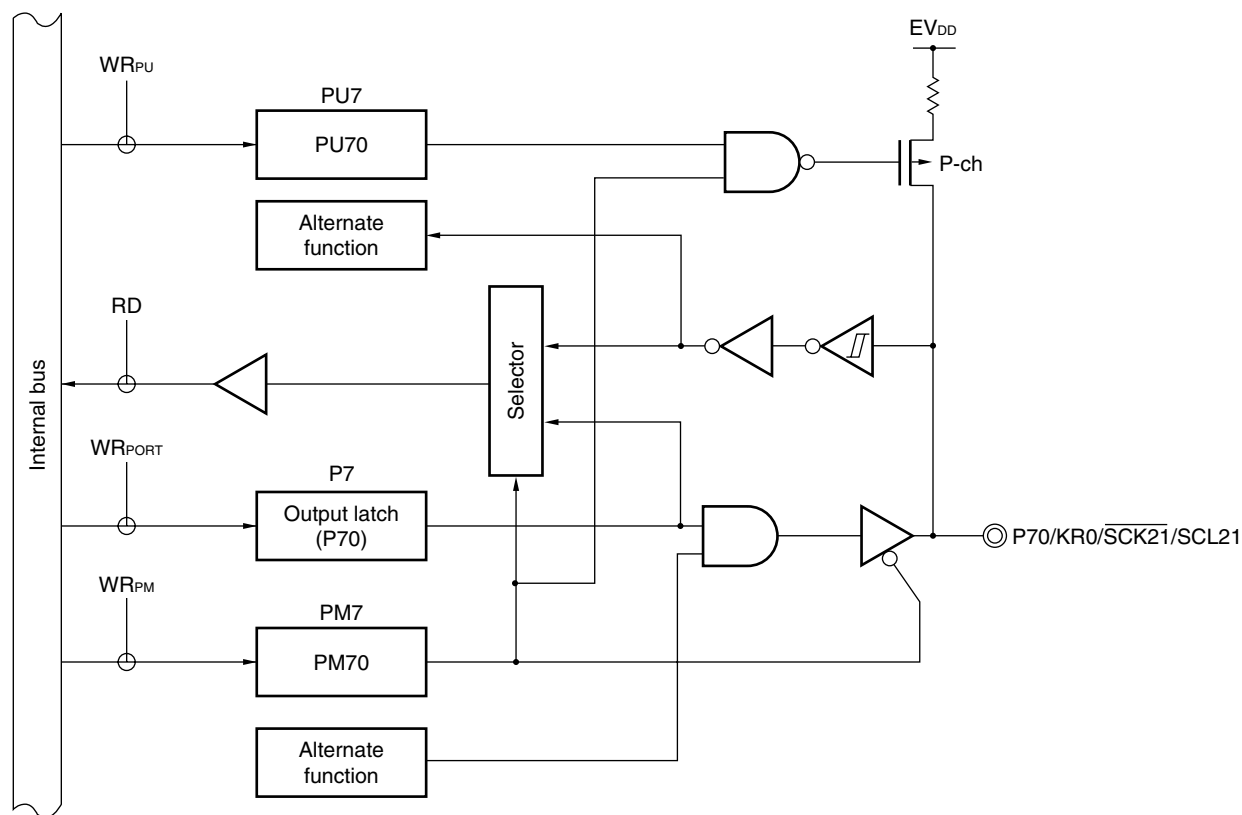 EVDD
WRPU
PU7
PU70
P-ch
Alternate
function
RD
Selector
Internal bus
WRPORT
P7
Output latch
(P70)
P70/KR0/SCK21/SCL21
WRPM
PM7
PM70
Alternate
function